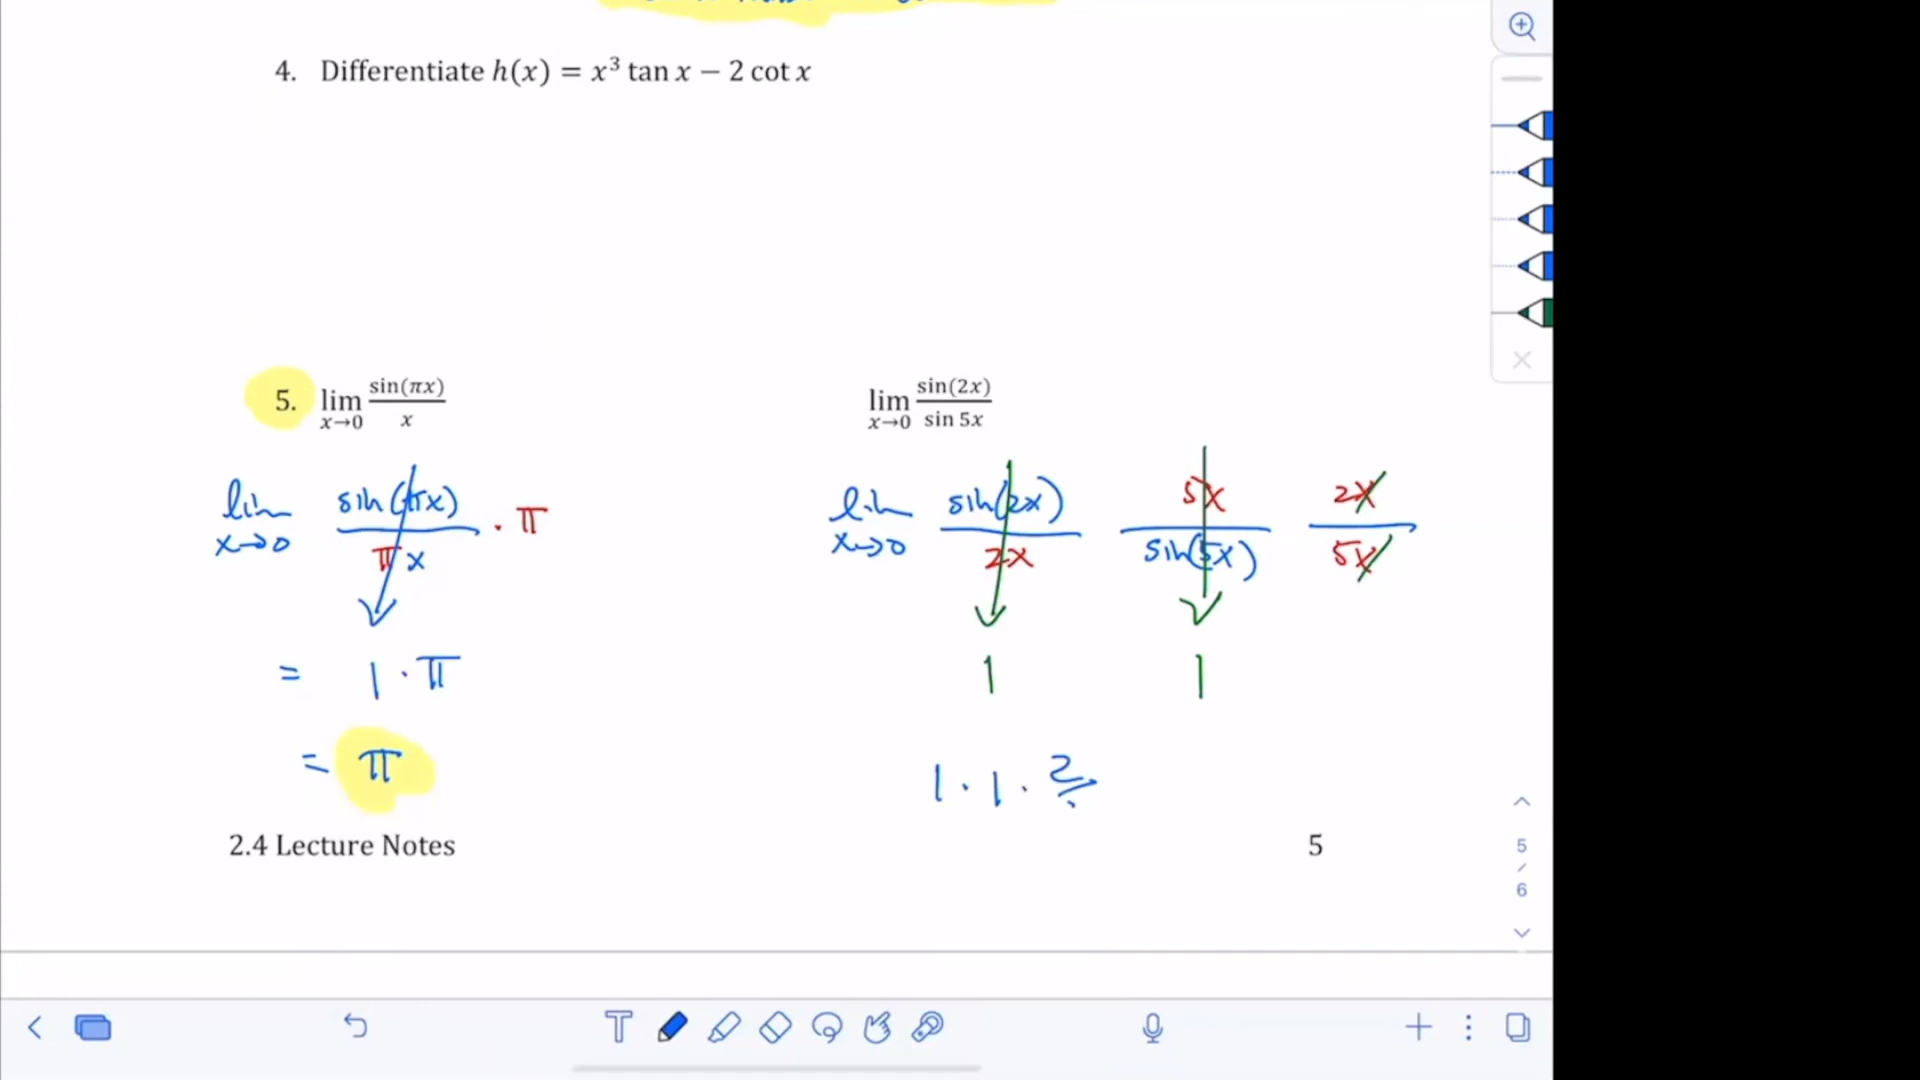 4. Differentiate h(x) = x³ tan x − 2 cot x
5. lim x→0 sin(πx)/x
lim x→0 sin(2x)/sin 5x
lim x→0 sin(πx)/πx · π
= 1 · π
= π
lim x→0 sin(2x)/2x 5x/sin(5x) 2x/5x
1 1
1 · 1 · 2
2.4 Lecture Notes 5
5
/
6
T